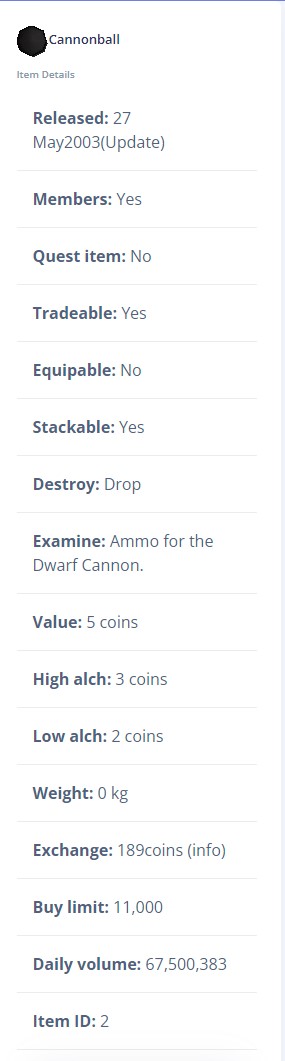 Cannonball
Item Details
Released: 27
May2003(Update)
Members: Yes
Quest item: No
Tradeable: Yes
Equipable: No
Stackable: Yes
Destroy: Drop
Examine: Ammo for the
Dwarf Cannon.
Value: 5 coins
High alch: 3 coins
Low alch: 2 coins
Weight: 0 kg
Exchange: 189coins (info)
Buy limit: 11,000
Daily volume: 67,500,383
Item ID: 2